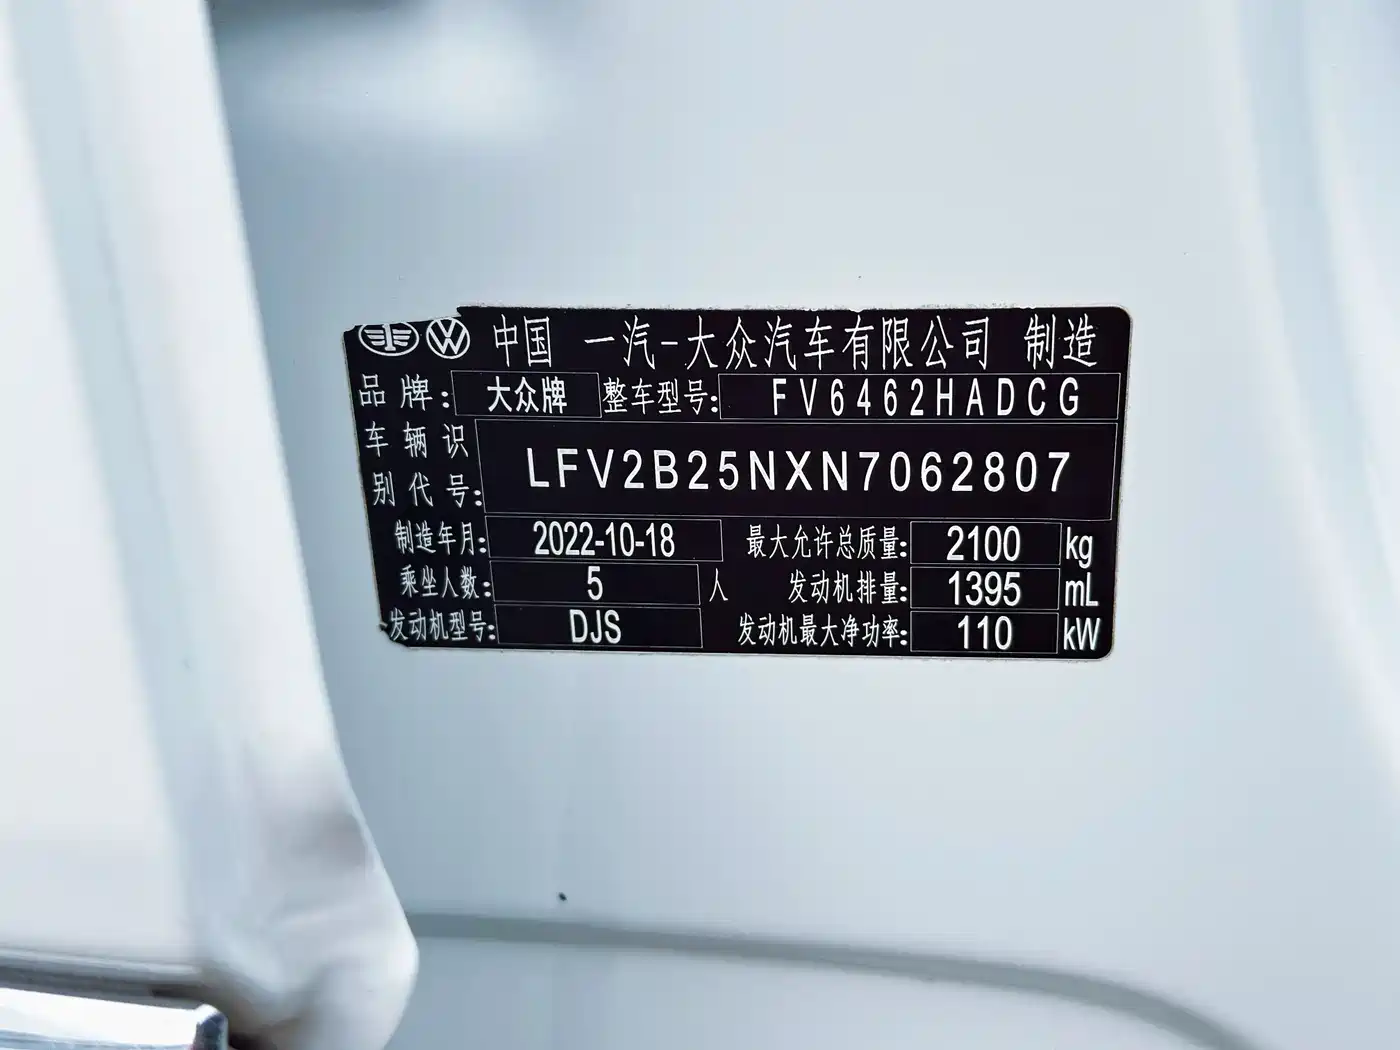 中国 一汽-大众汽车有限公司 制造
品牌: 大众牌 整车型号: FV6462HADCG
车辆识别代号: LFV2B25NXN7062807
制造年月: 2022-10-18 最大允许总质量: 2100 kg
乘坐人数: 5 人 发动机排量: 1395 mL
发动机型号: DJS 发动机最大净功率: 110 kW